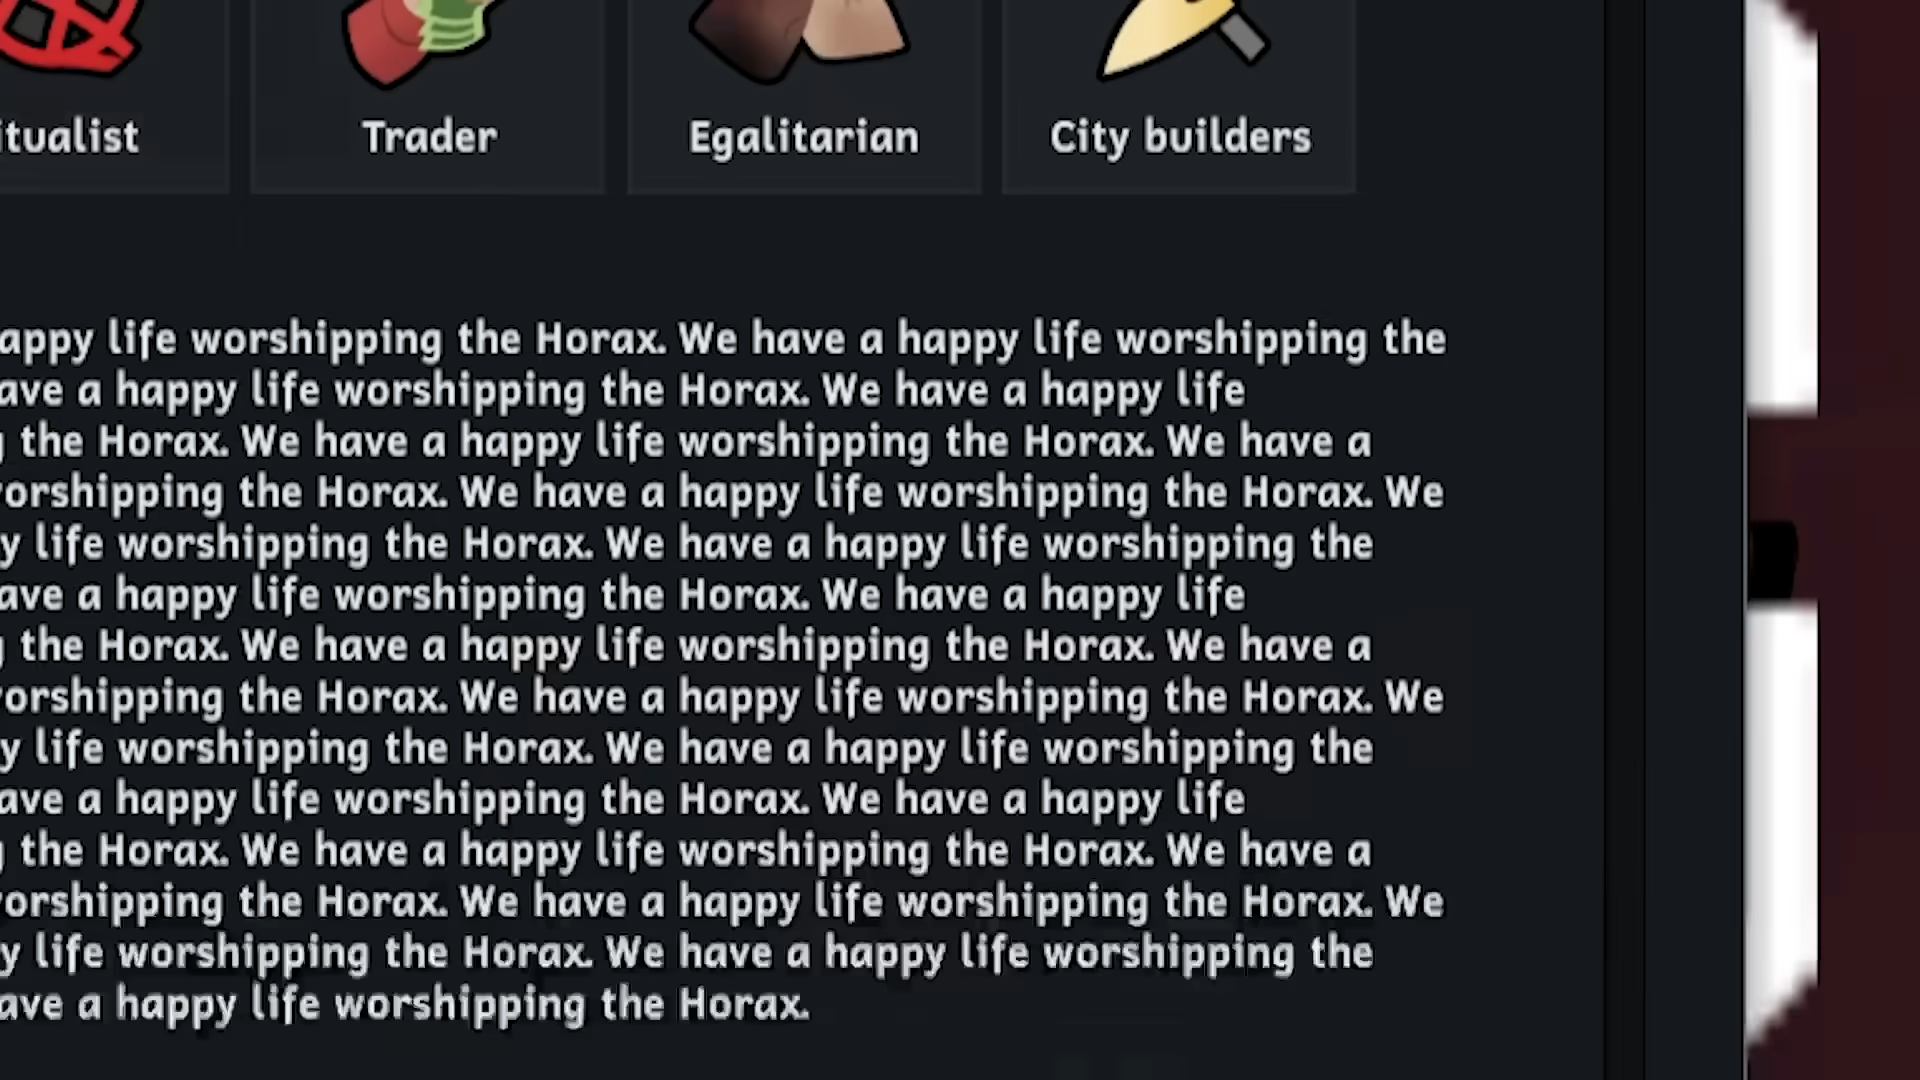 itualist Trader Egalitarian City builders
appy life worshipping the Horax. We have a happy life worshipping the
ave a happy life worshipping the Horax. We have a happy life
g the Horax. We have a happy life worshipping the Horax. We have a
orshipping the Horax. We have a happy life worshipping the Horax. We
y life worshipping the Horax. We have a happy life worshipping the
ave a happy life worshipping the Horax. We have a happy life
g the Horax. We have a happy life worshipping the Horax. We have a
orshipping the Horax. We have a happy life worshipping the Horax. We
y life worshipping the Horax. We have a happy life worshipping the
ave a happy life worshipping the Horax. We have a happy life
g the Horax. We have a happy life worshipping the Horax. We have a
orshipping the Horax. We have a happy life worshipping the Horax. We
y life worshipping the Horax. We have a happy life worshipping the
ave a happy life worshipping the Horax.